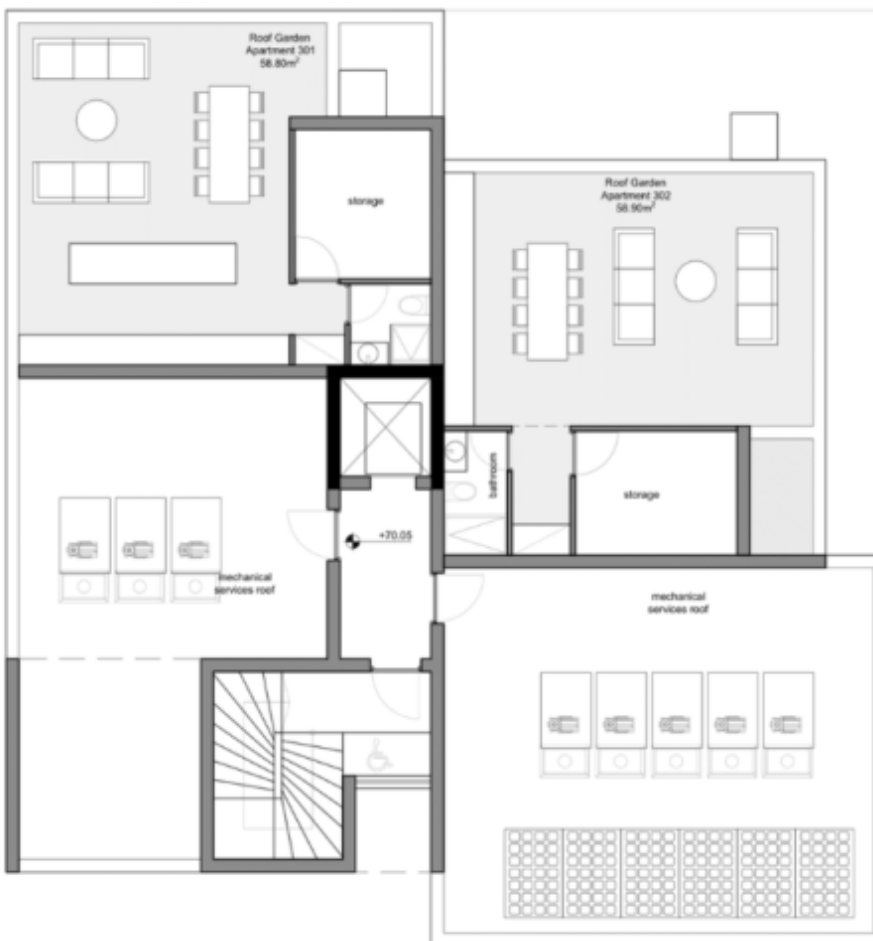 Roof Garden
Apartment 301
58.80m²
storage
Roof Garden
Apartment 302
58.90m²
bathroom
storage
+70.05
mechanical
services roof
mechanical
services roof